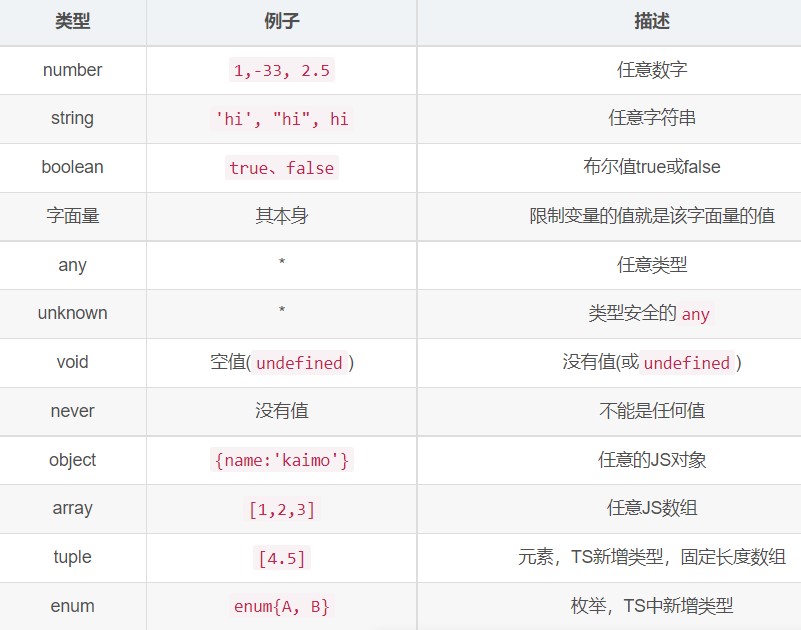 类型 例子 描述
number 1,-33, 2.5 任意数字
string 'hi', "hi", hi 任意字符串
boolean true、false 布尔值true或false
字面量 其本身 限制变量的值就是该字面量的值
any * 任意类型
unknown * 类型安全的 any
void 空值(undefined) 没有值(或 undefined)
never 没有值 不能是任何值
object {name:'kaimo'} 任意的JS对象
array [1,2,3] 任意JS数组
tuple [4.5] 元素，TS新增类型，固定长度数组
enum enum{A, B} 枚举，TS中新增类型